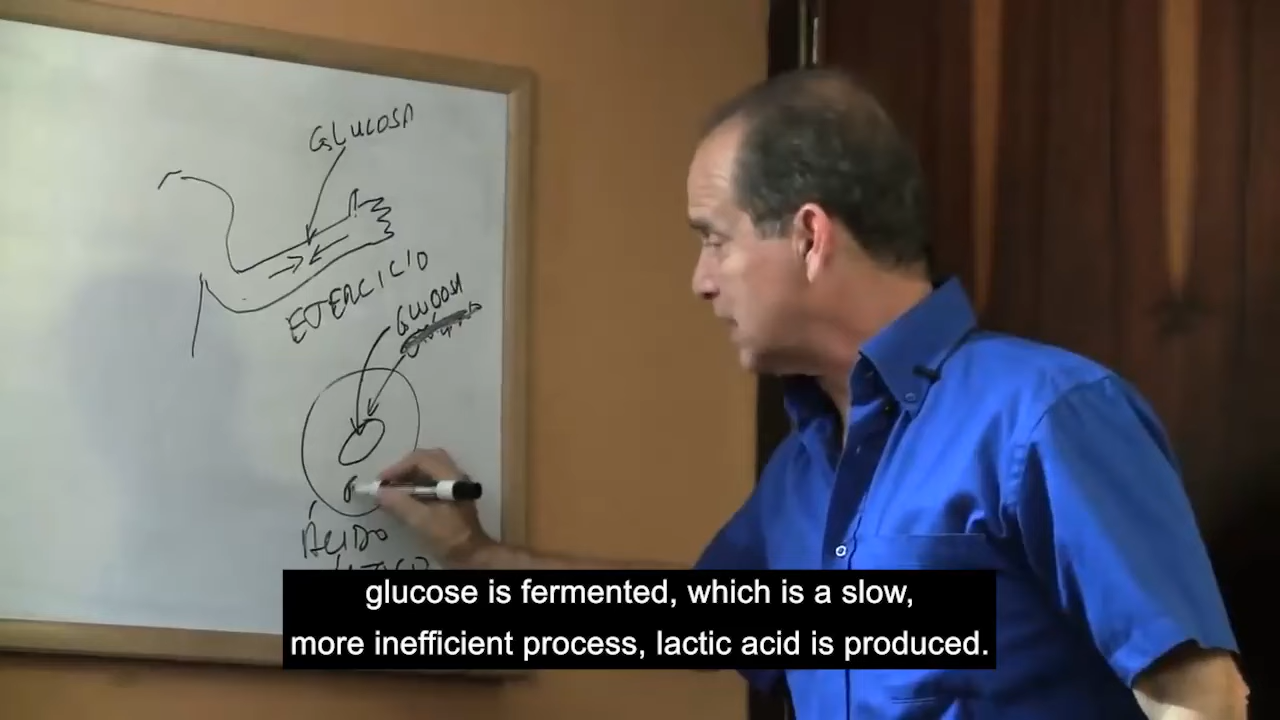 GLUCOSA
EJERCICIO
GLUCOSA
ÁCIDO
glucose is fermented, which is a slow,
more inefficient process, lactic acid is produced.